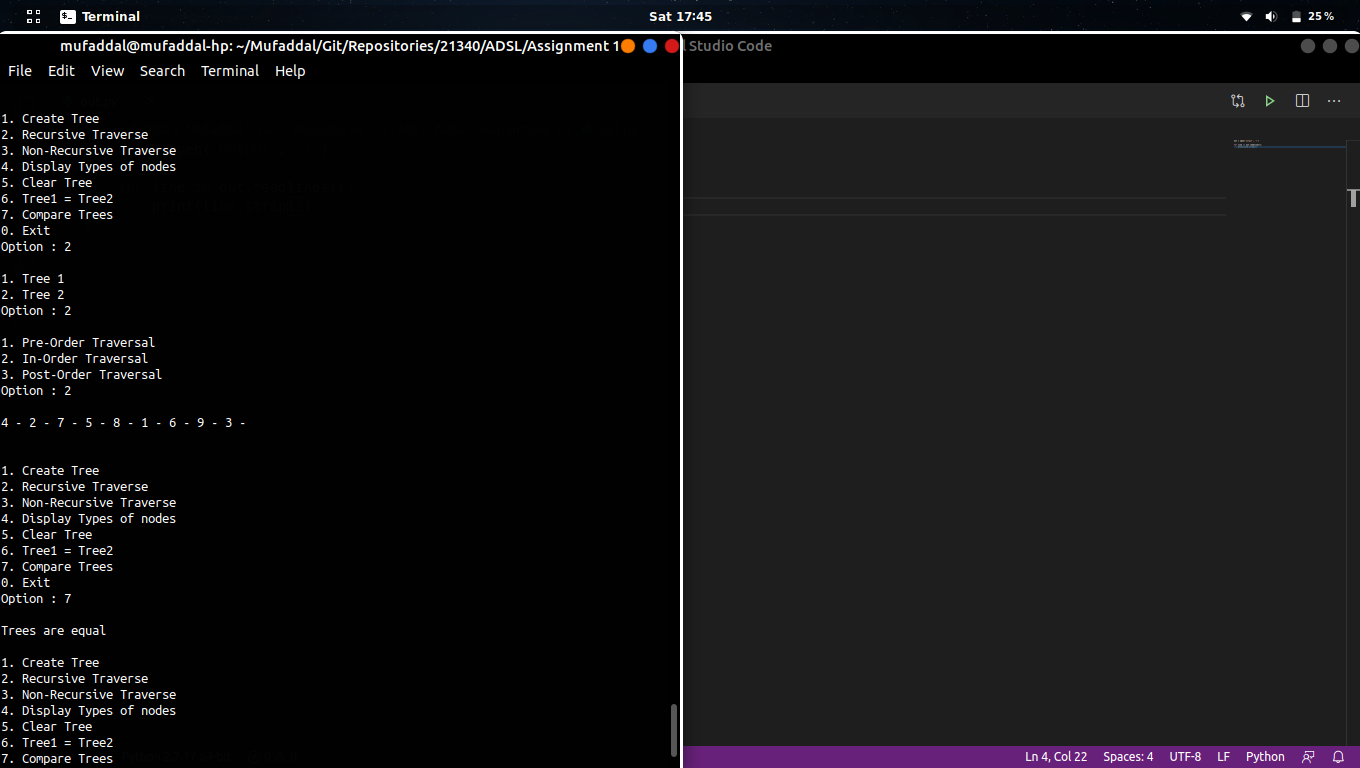 Terminal
Sat 17:45
25 %
mufaddal@mufaddal-hp: ~/Mufaddal/Git/Repositories/21340/ADSL/Assignment 1
Studio Code
File Edit View Search Terminal Help
1. Create Tree
2. Recursive Traverse
3. Non-Recursive Traverse
4. Display Types of nodes
5. Clear Tree
6. Tree1 = Tree2
7. Compare Trees
0. Exit
Option : 2
1. Tree 1
2. Tree 2
Option : 2
1. Pre-Order Traversal
2. In-Order Traversal
3. Post-Order Traversal
Option : 2
4 - 2 - 7 - 5 - 8 - 1 - 6 - 9 - 3 -
1. Create Tree
2. Recursive Traverse
3. Non-Recursive Traverse
4. Display Types of nodes
5. Clear Tree
6. Tree1 = Tree2
7. Compare Trees
0. Exit
Option : 7
Trees are equal
1. Create Tree
2. Recursive Traverse
3. Non-Recursive Traverse
4. Display Types of nodes
5. Clear Tree
6. Tree1 = Tree2
7. Compare Trees
Ln 4, Col 22 Spaces: 4 UTF-8 LF Python